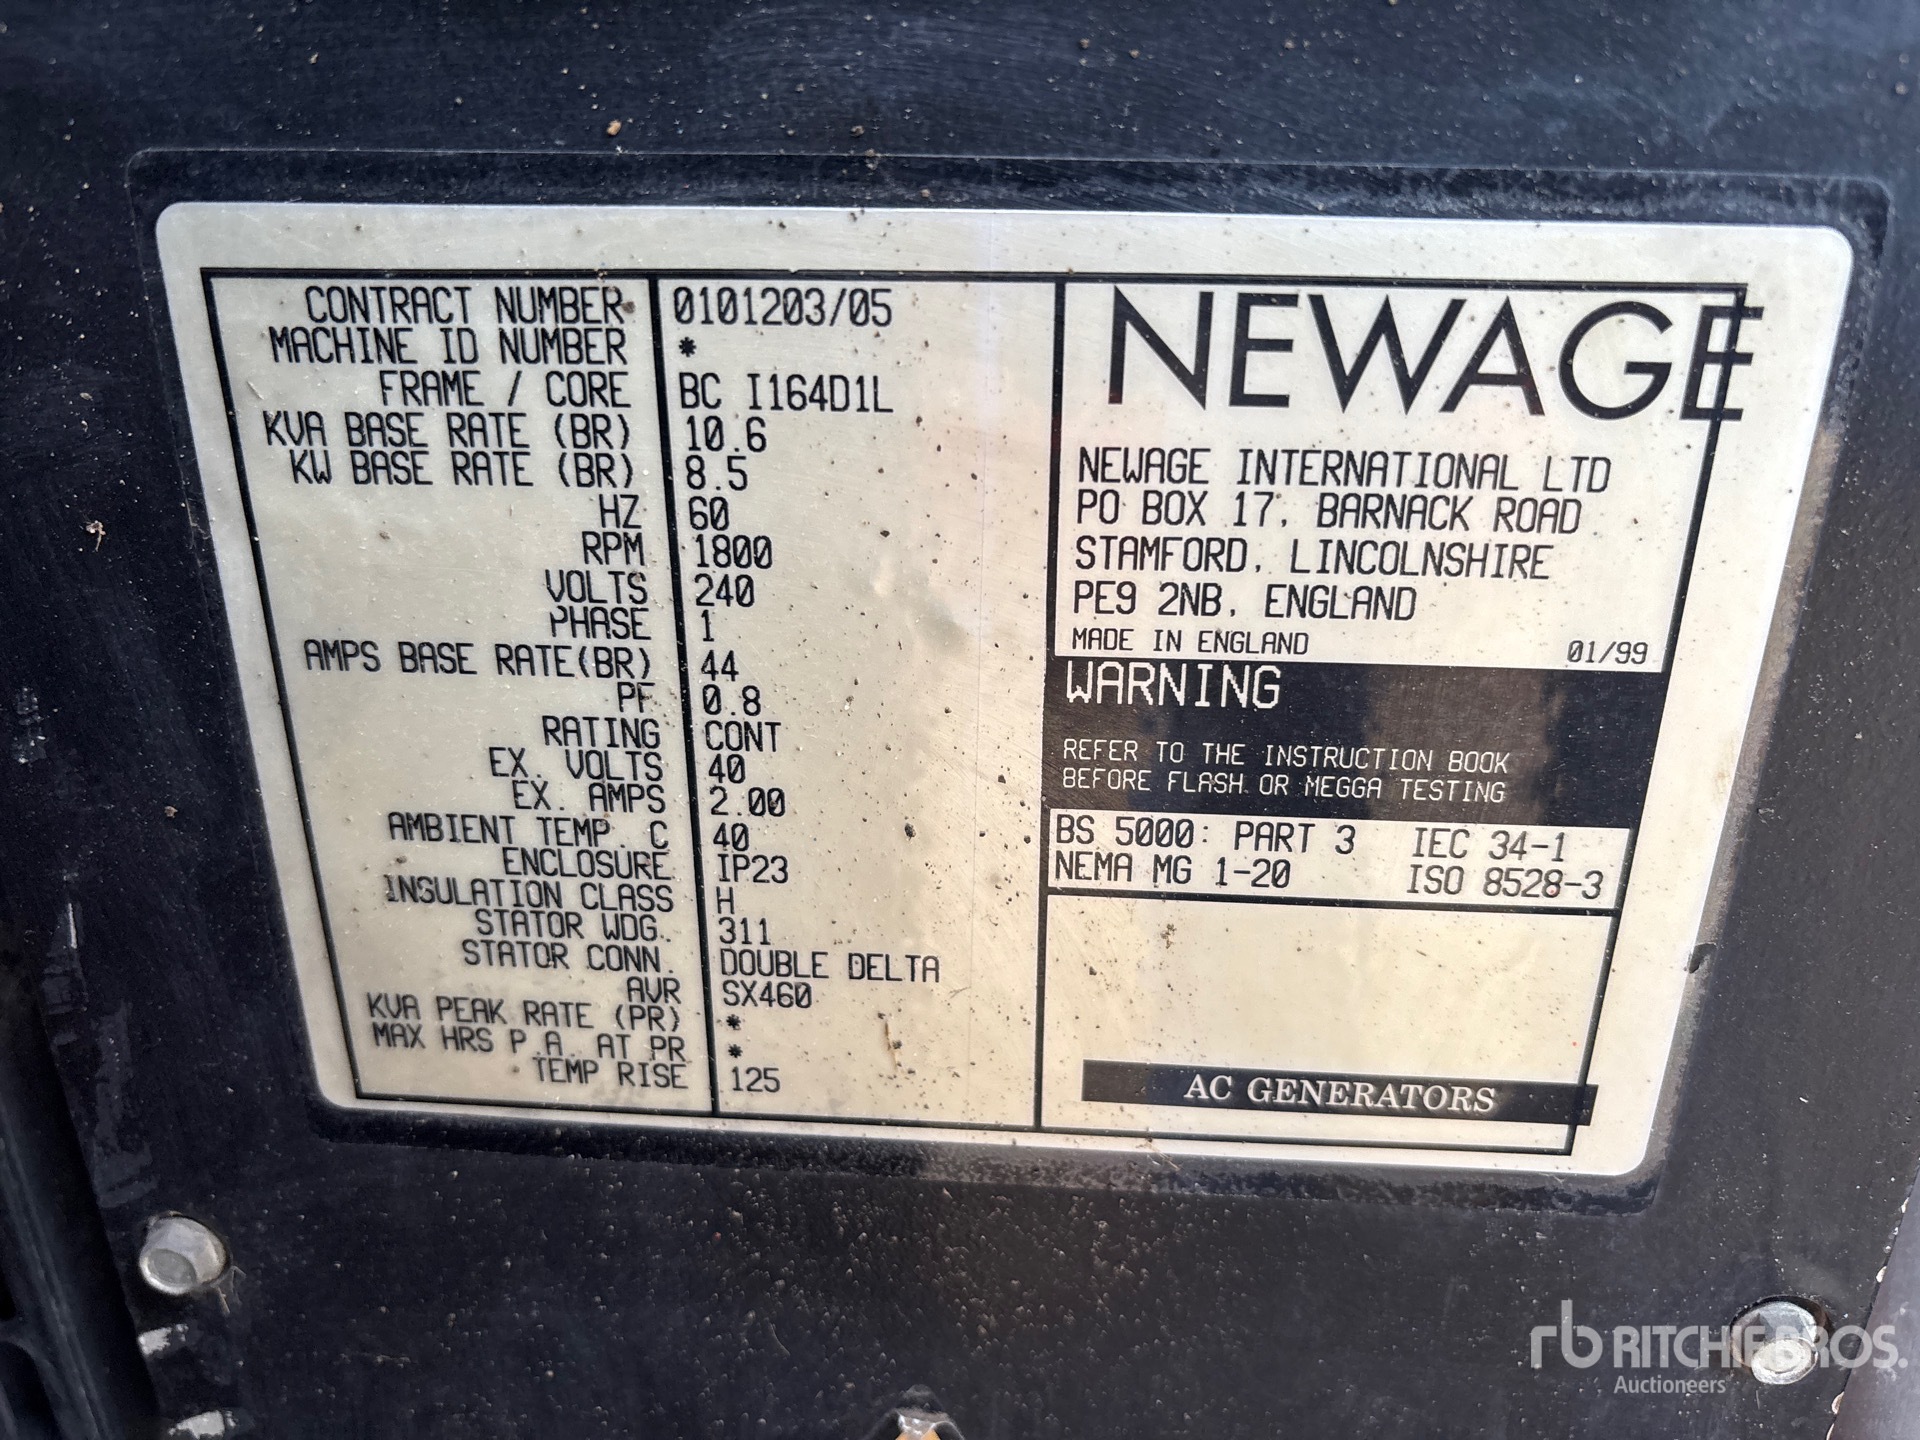 CONTRACT NUMBER 0101203/05
MACHINE ID NUMBER *
FRAME / CORE BC I164D1L
KVA BASE RATE (BR) 10.6
KW BASE RATE (BR) 8.5
HZ 60
RPM 1800
VOLTS 240
PHASE 1
AMPS BASE RATE(BR) 44
PF 0.8
RATING CONT
EX. VOLTS 40
EX. AMPS 2.00
AMBIENT TEMP. C 40
ENCLOSURE IP23
INSULATION CLASS H
STATOR WDG. 311
STATOR CONN. DOUBLE DELTA
AVR SX460
KVA PEAK RATE (PR) *
MAX HRS P.A. AT PR *
TEMP RISE 125
NEWAGE
NEWAGE INTERNATIONAL LTD
PO BOX 17, BARNACK ROAD
STAMFORD, LINCOLNSHIRE
PE9 2NB, ENGLAND
MADE IN ENGLAND 01/99
WARNING
REFER TO THE INSTRUCTION BOOK
BEFORE FLASH OR MEGGA TESTING
BS 5000: PART 3 IEC 34-1
NEMA MG 1-20 ISO 8528-3
AC GENERATORS
rb RITCHIE BROS.
Auctioneers